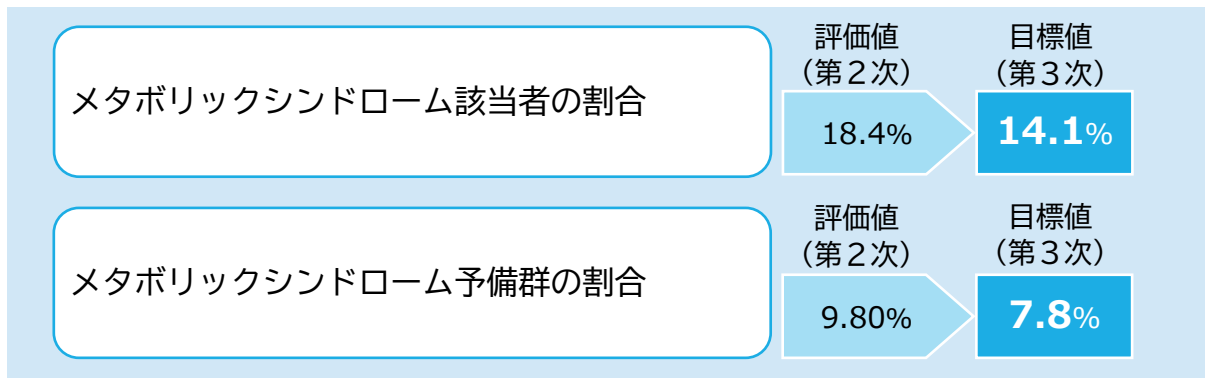 評価値
(第２次)
目標値
(第３次)
メタボリックシンドローム該当者の割合
18.4%
14.1%
評価値
(第２次)
目標値
(第３次)
メタボリックシンドローム予備群の割合
9.80%
7.8%